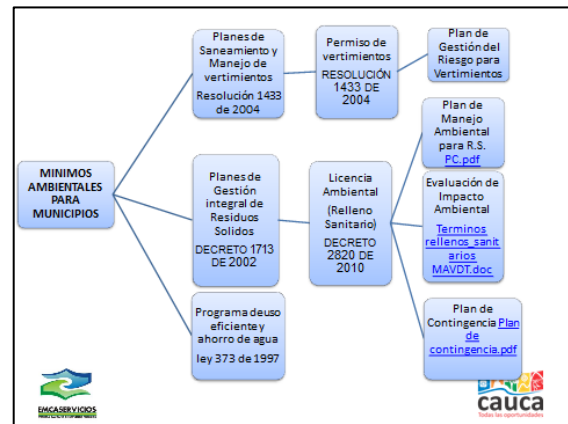 MINIMOS
AMBIENTALES
PARA
MUNICIPIOS
Planes de
Saneamiento y
Manejo de
vertimientos
Resolución 1433
de 2004
Permiso de
vertimientos
RESOLUCIÓN
1433 DE
2004
Plan de
Gestión del
Riesgo para
Vertimientos
Planes de
Gestión
integral de
Residuos
Solidos
DECRETO 1713
DE 2002
Licencia
Ambiental
(Relleno
Sanitario)
DECRETO
2820 DE
2010
Plan de
Manejo
Ambiental
para R.S.
PC.pdf
Evaluación de
Impacto
Ambiental
Terminos
rellenos_sanit
arios
MAVDT.doc
Plan de
Contingencia Plan
de
contingencia.pdf
Programa deuso
eficiente y
ahorro de agua
ley 373 de 1997
EMCASERVICIOS
cauca
Todas las oportunidades